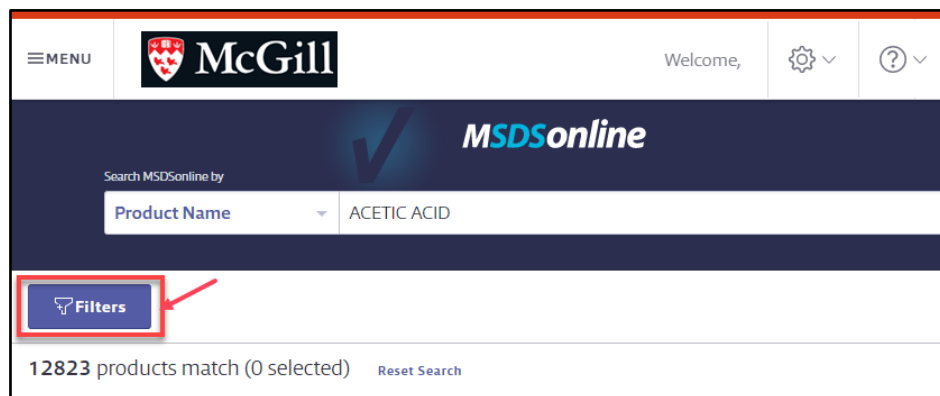 MENU
McGill
Welcome,
MSDSonline
Search MSDSonline by
Product Name
ACETIC ACID
Filters
12823 products match (0 selected) Reset Search